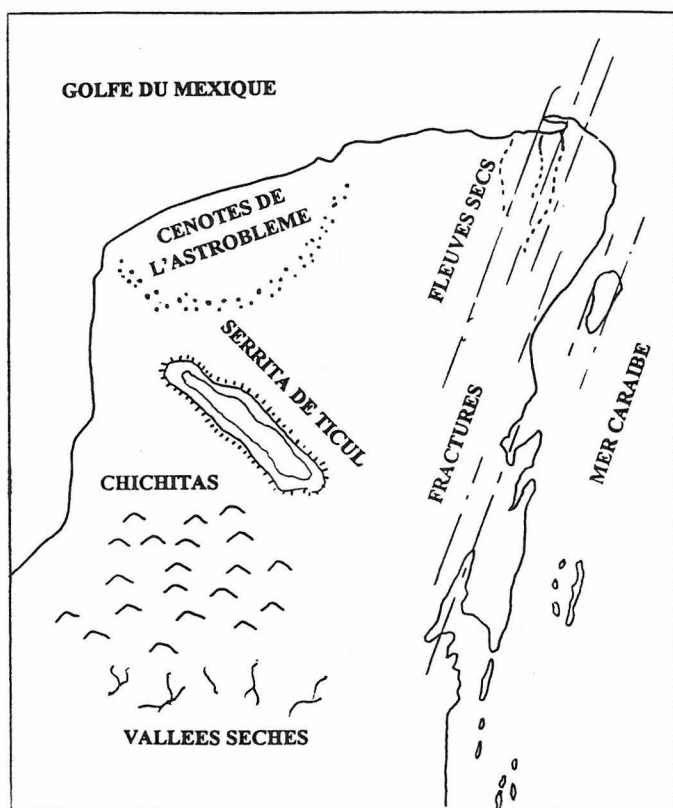 GOLFE DU MEXIQUE
CENOTES DE
L'ASTROBLEME
FLEUVES SECS
SERRITA DE TICUL
MER CARAIBE
FRACTURES
CHICHITAS
VALLEES SECHES